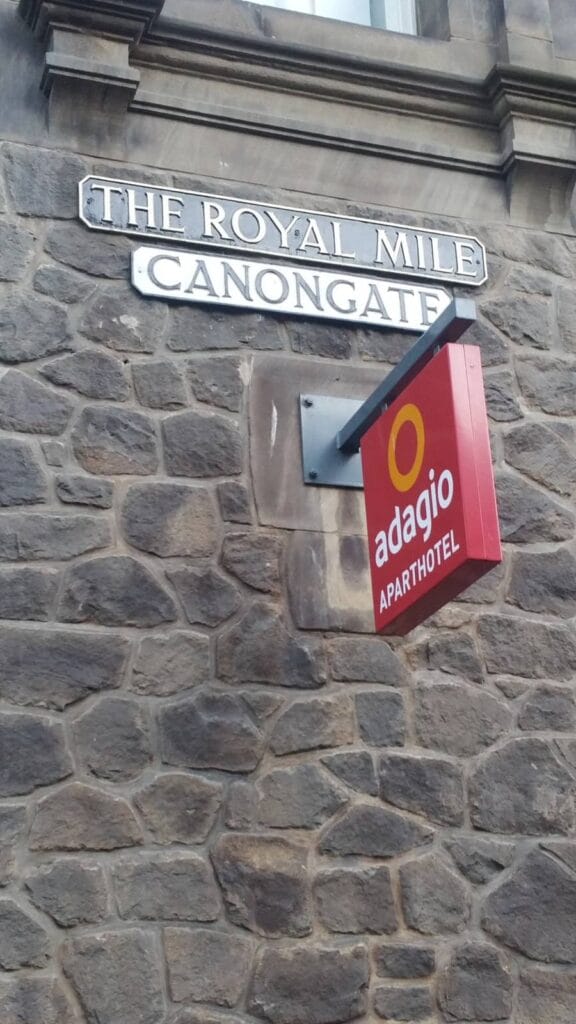 THE ROYAL MILE
CANONGATE
adagio
APARTHOTEL